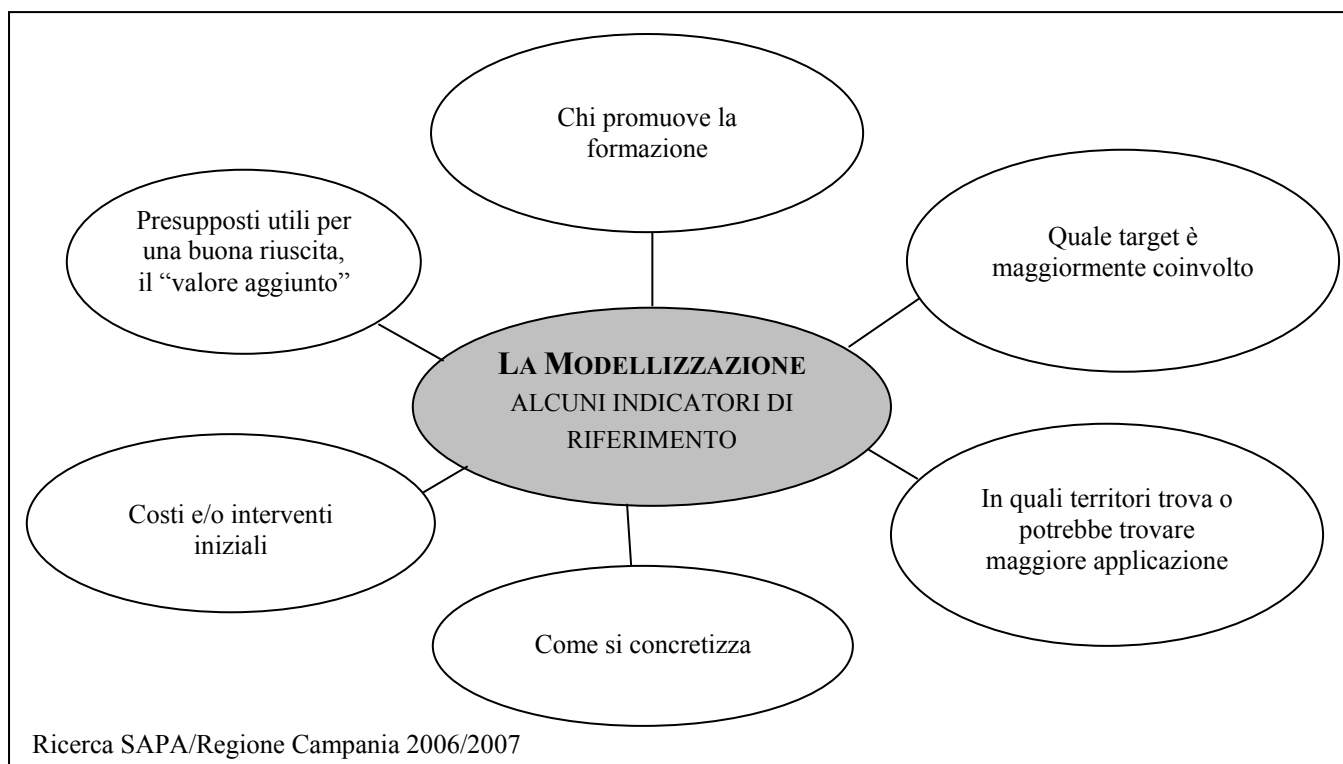 Chi promuove la
formazione
Presupposti utili per
una buona riuscita,
il “valore aggiunto”
Quale target è
maggiormente coinvolto
LA MODELLIZZAZIONE
ALCUNI INDICATORI DI
RIFERIMENTO
Costi e/o interventi
iniziali
In quali territori trova o
potrebbe trovare
maggiore applicazione
Come si concretizza
Ricerca SAPA/Regione Campania 2006/2007